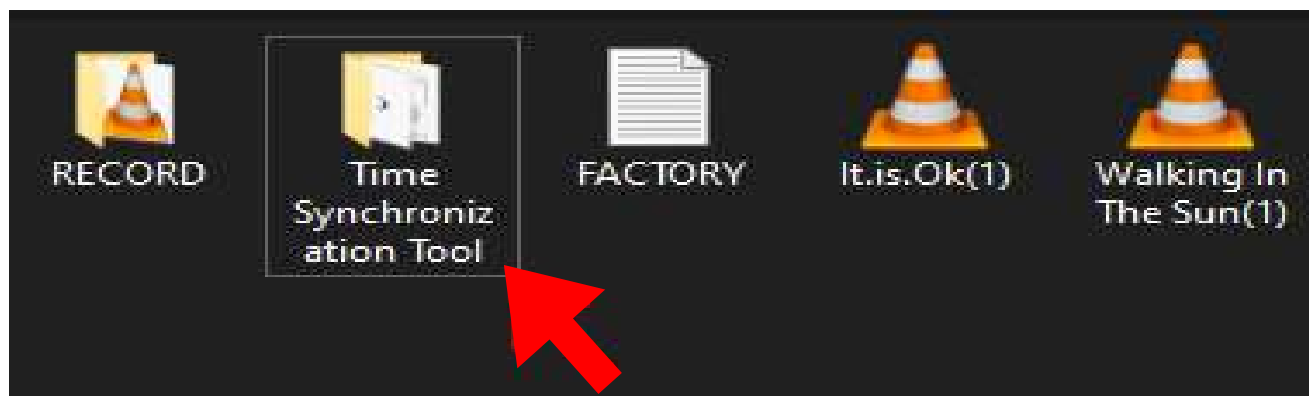 RECORD
Time
Synchroniz
ation Tool
FACTORY
It.is.Ok(1)
Walking In
The Sun(1)